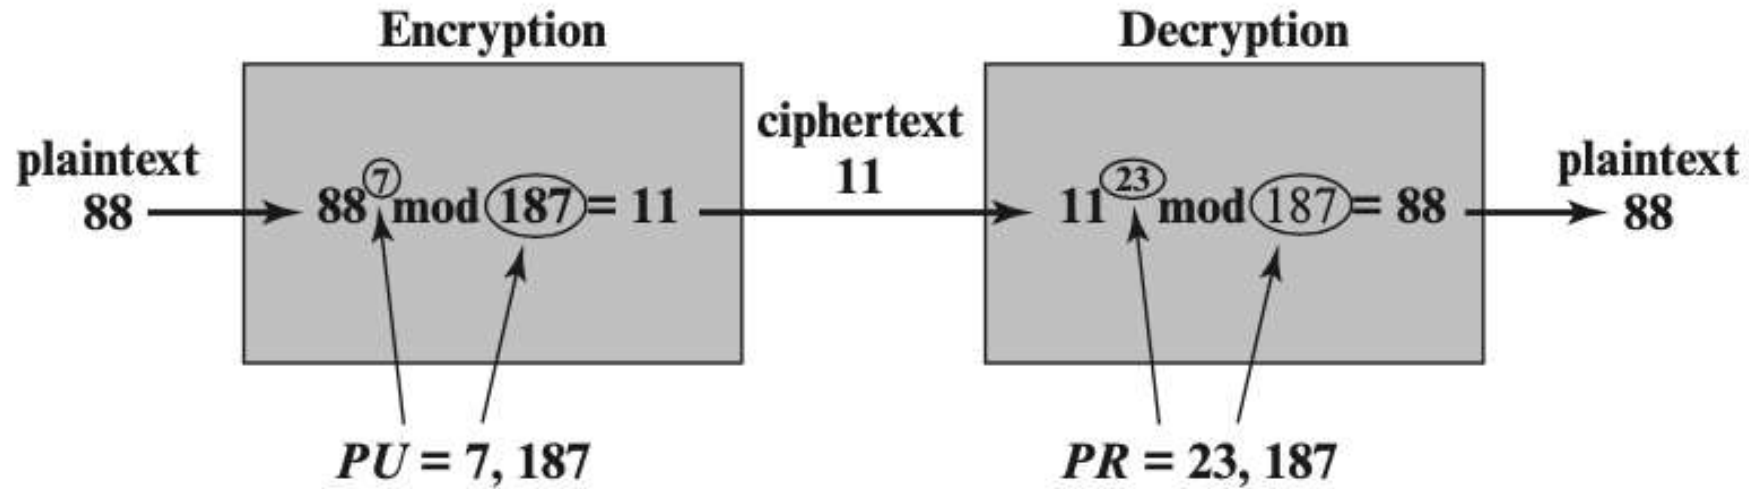 Encryption
Decryption
plaintext
88
88^7 mod 187 = 11
ciphertext
11
11^23 mod 187 = 88
plaintext
88
PU = 7, 187
PR = 23, 187